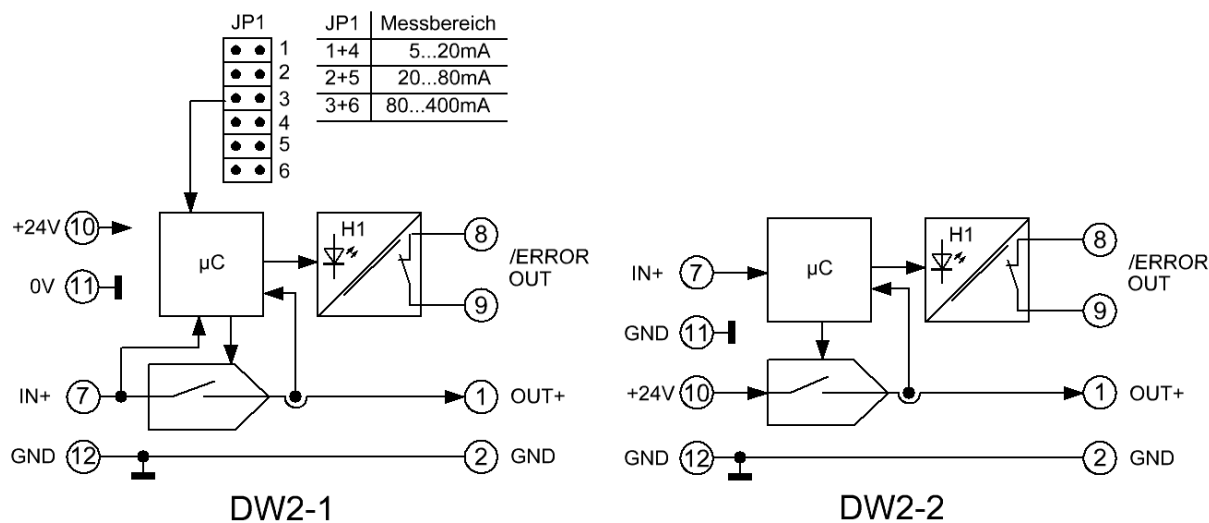 JP1
1
2
3
4
5
6
JP1 Messbereich
1+4 5...20mA
2+5 20...80mA
3+6 80...400mA
+24V 10
0V 11
µC
H1
8
/ERROR
OUT
9
IN+ 7
1 OUT+
GND 12
2 GND
DW2-1
IN+ 7
µC
H1
8
/ERROR
OUT
9
GND 11
+24V 10
1 OUT+
GND 12
2 GND
DW2-2